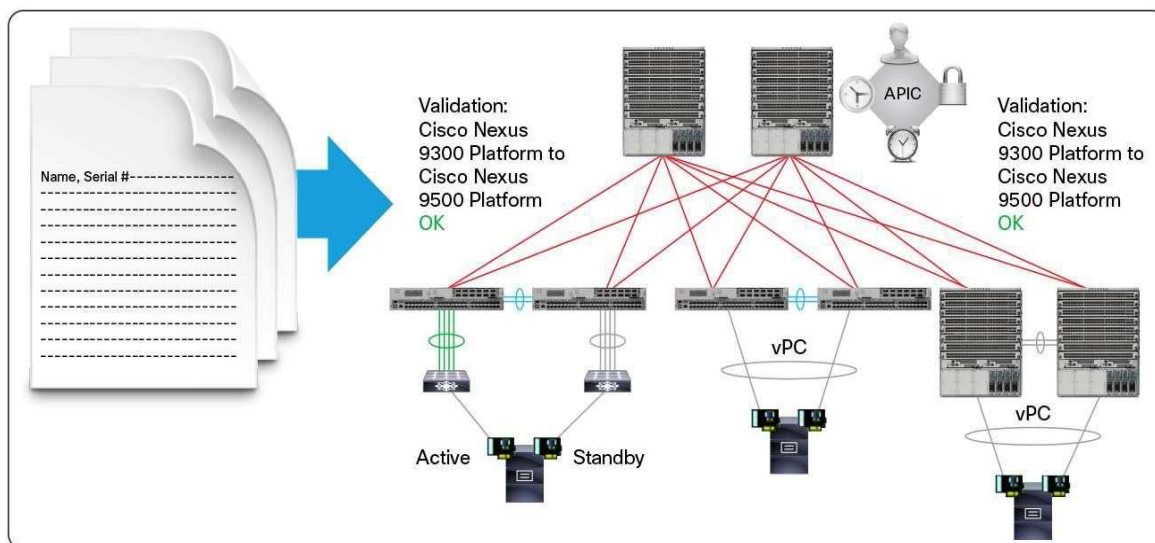 Name, Serial #
Validation:
Cisco Nexus
9300 Platform to
Cisco Nexus
9500 Platform
OK
APIC
Validation:
Cisco Nexus
9300 Platform to
Cisco Nexus
9500 Platform
OK
vPC
vPC
Active
Standby